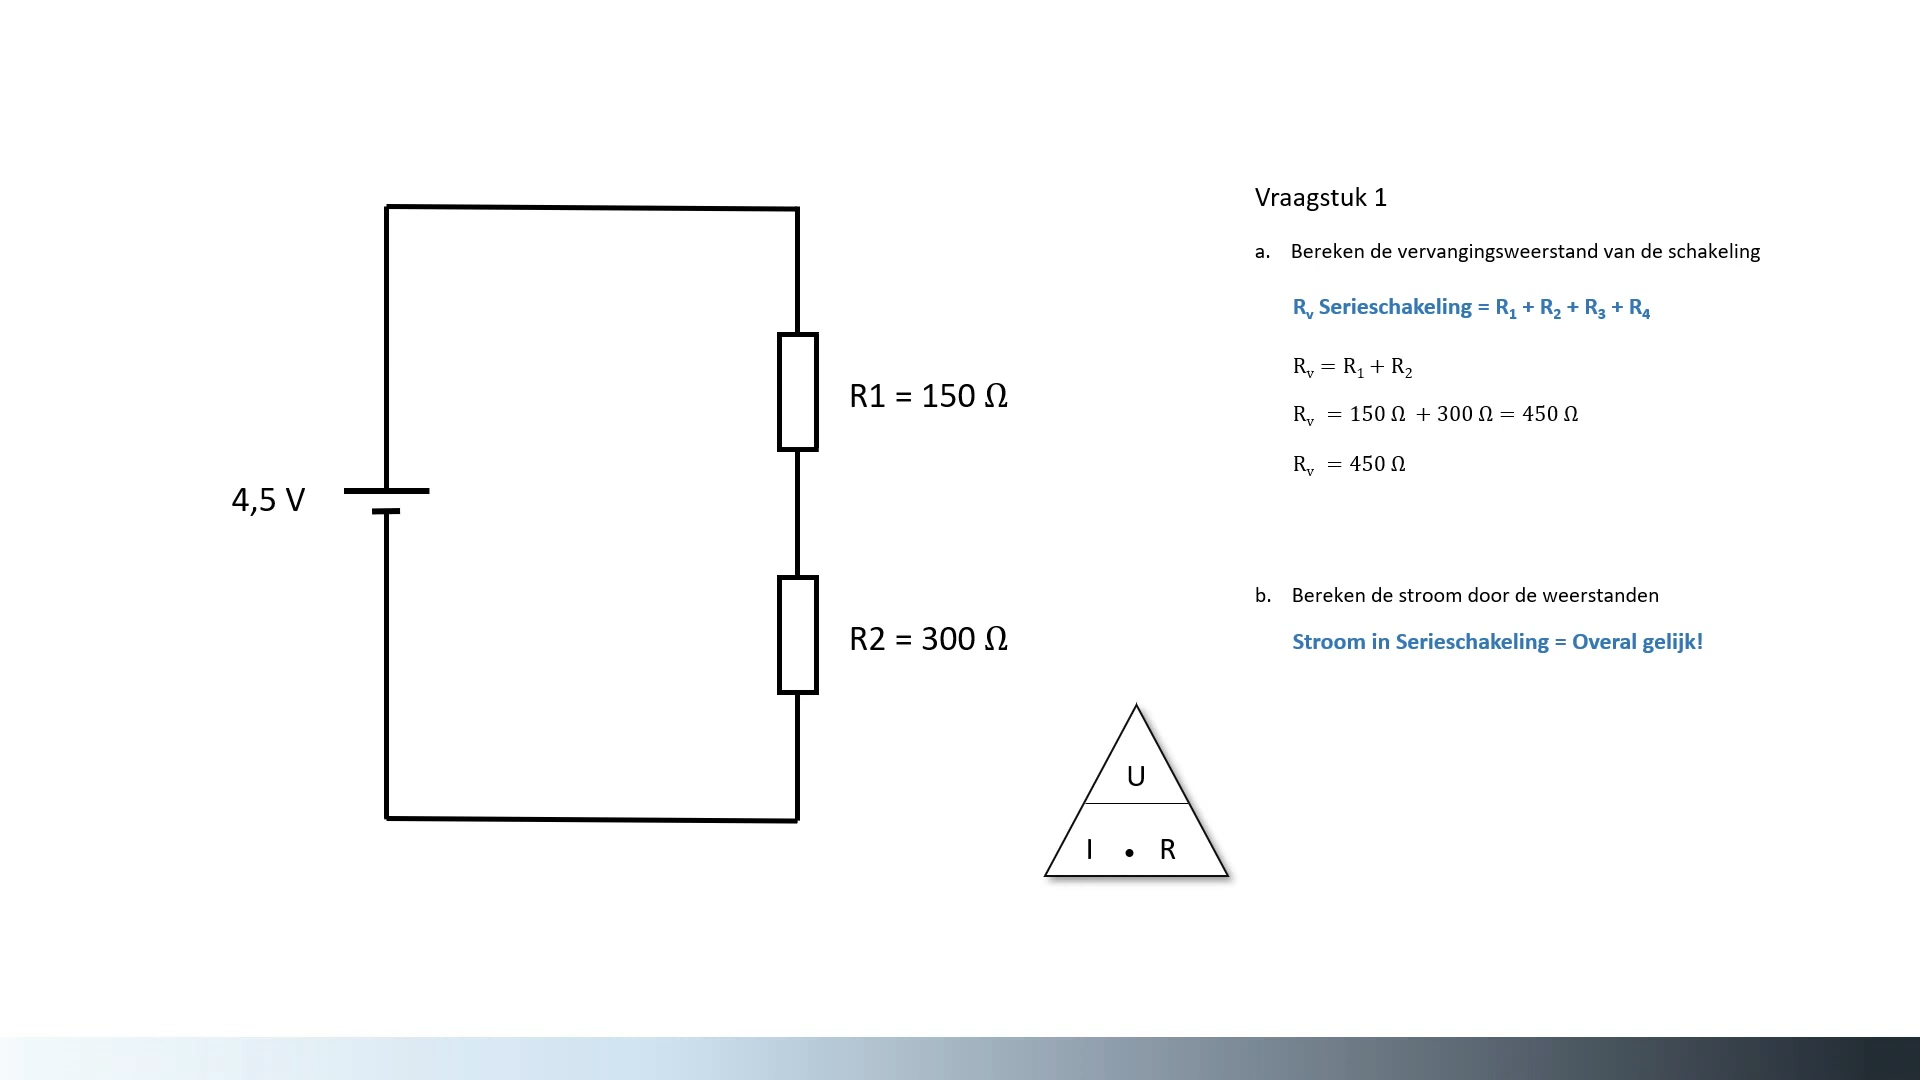 Vraagstuk 1
a. Bereken de vervangingsweerstand van de schakeling
Rv Serieschakeling = R1 + R2 + R3 + R4
Rv = R1 + R2
Rv = 150 Ω + 300 Ω = 450 Ω
Rv = 450 Ω
R1 = 150 Ω
4,5 V
R2 = 300 Ω
b. Bereken de stroom door de weerstanden
Stroom in Serieschakeling = Overal gelijk!
U
I • R